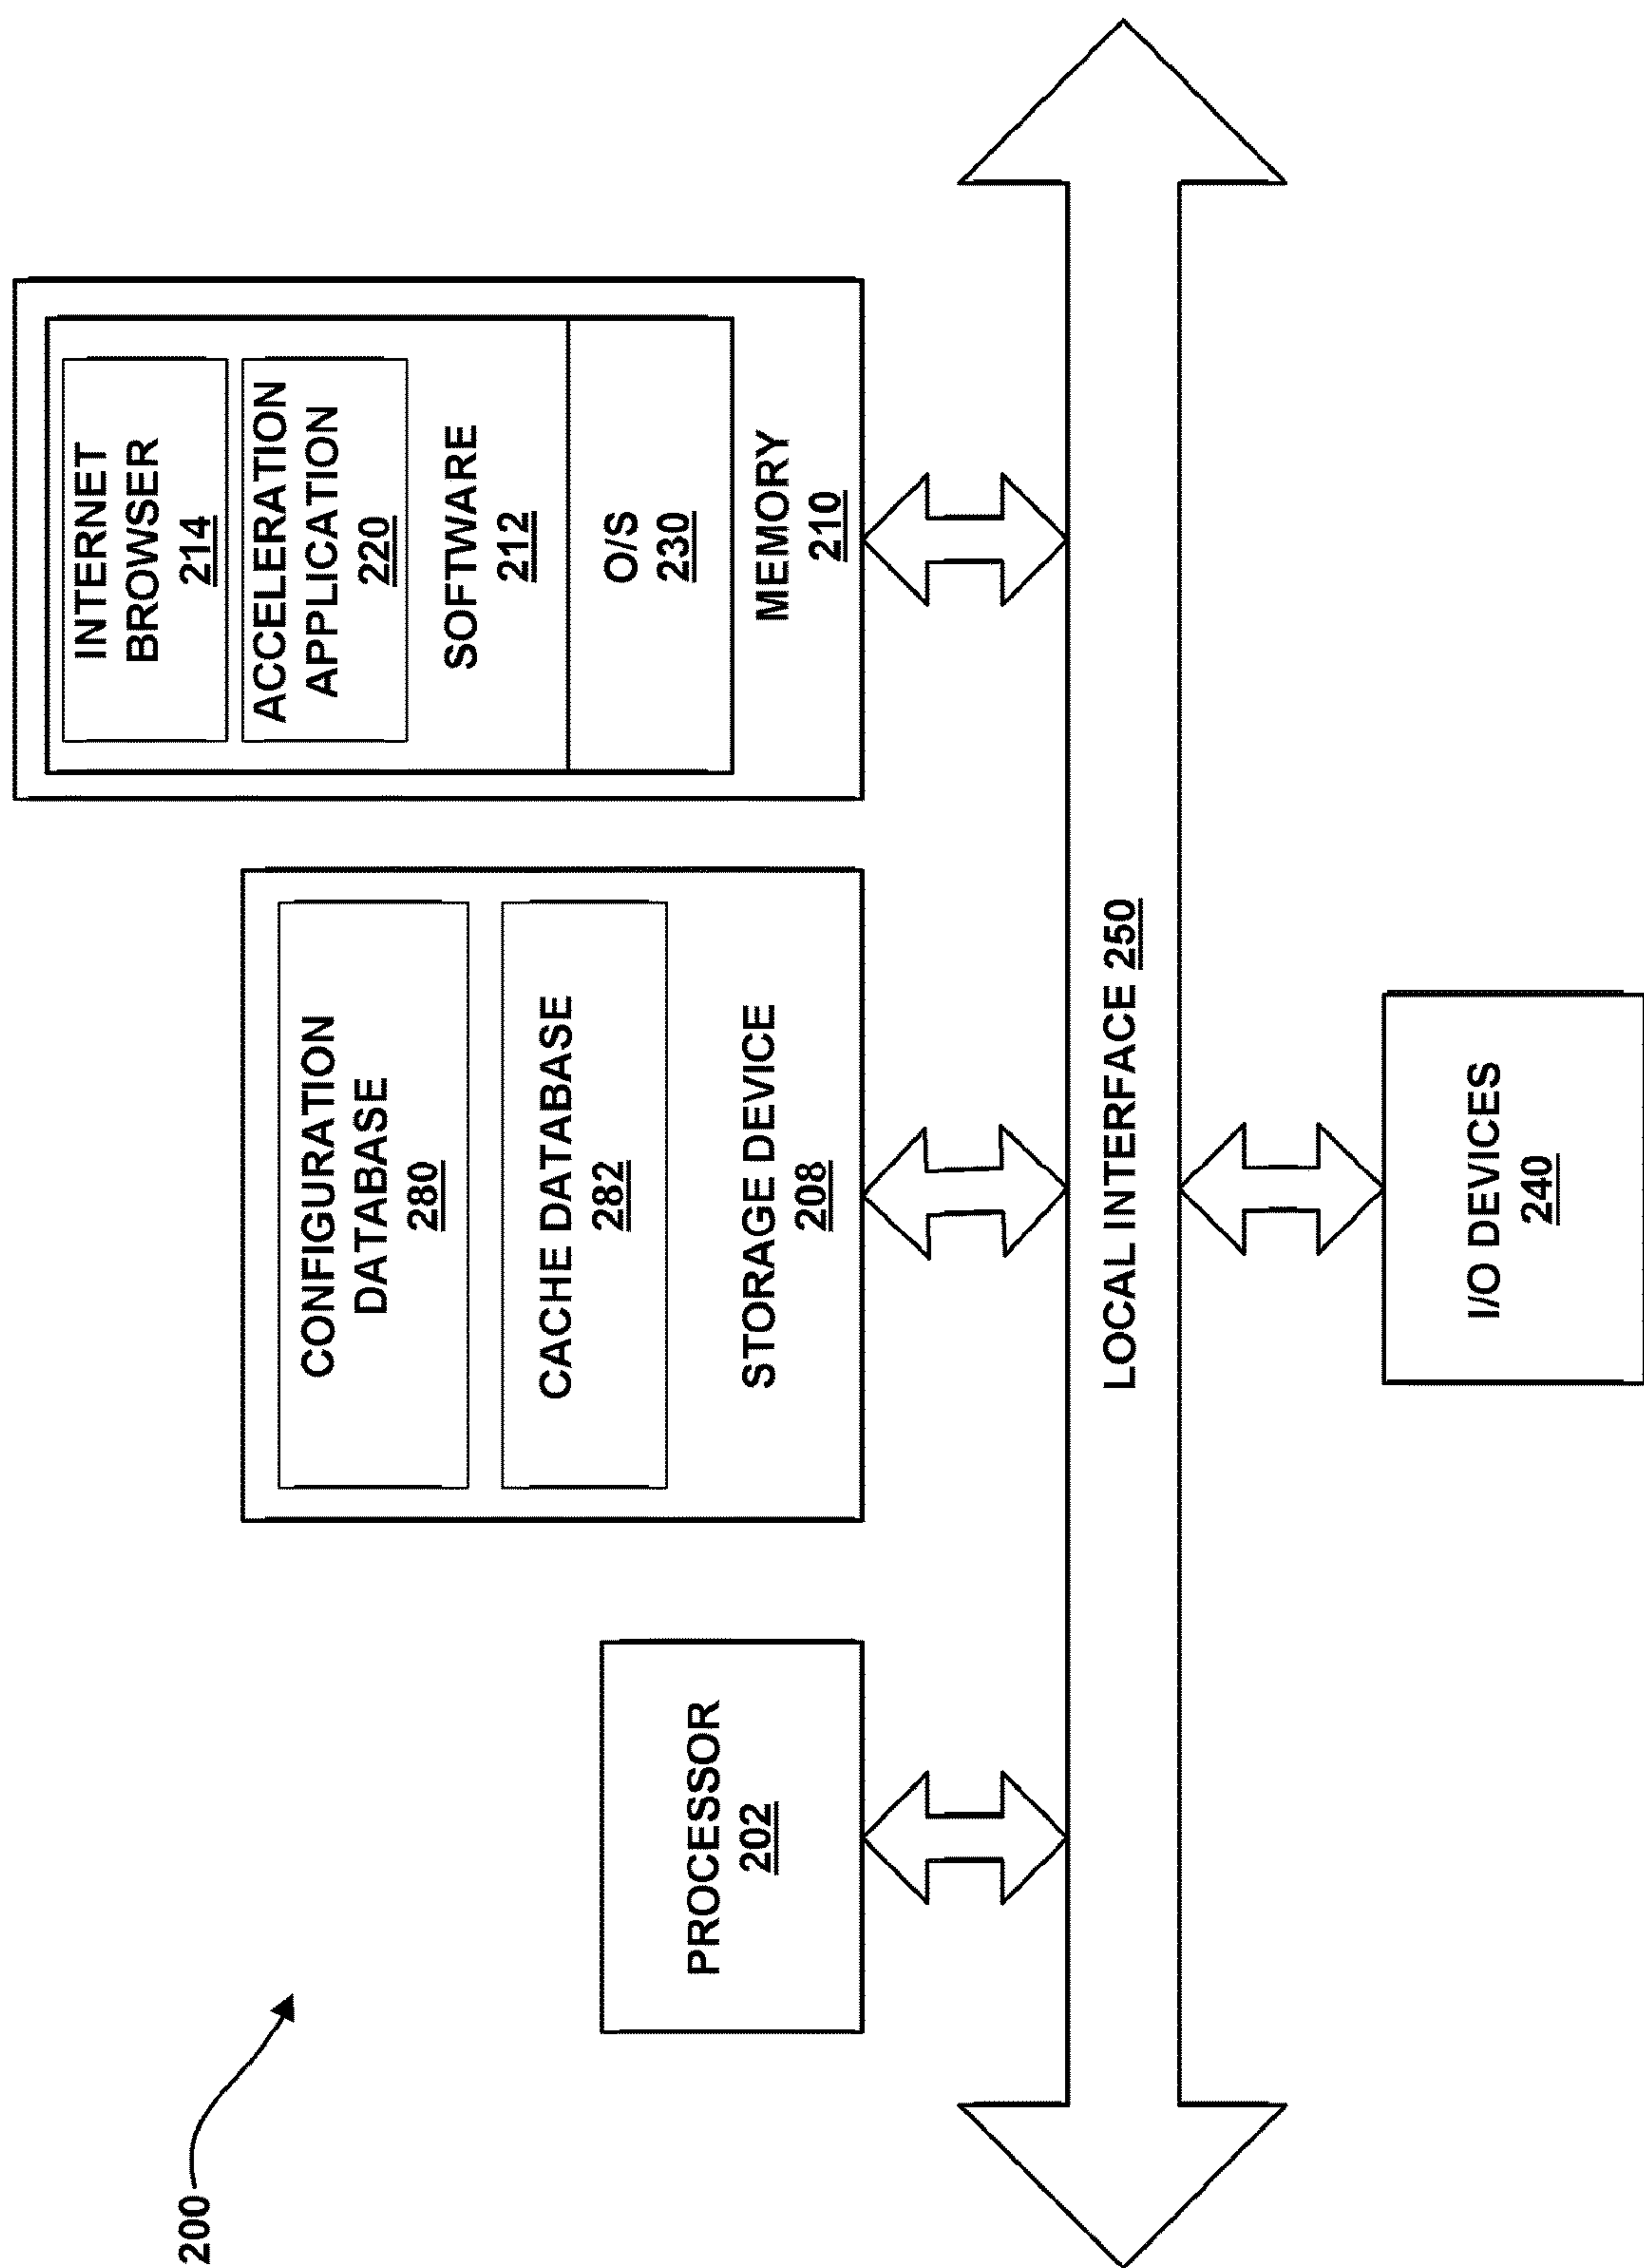 200
PROCESSOR
202
CONFIGURATION
DATABASE
280
CACHE DATABASE
282
STORAGE DEVICE
208
INTERNET
BROWSER
214
ACCELERATION
APPLICATION
220
SOFTWARE
212
O/S
230
MEMORY
210
LOCAL INTERFACE 250
I/O DEVICES
240